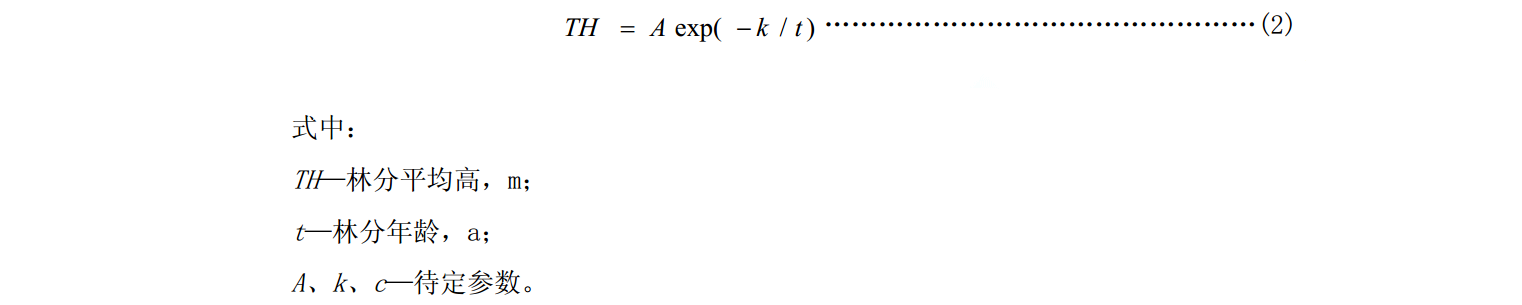 TH = A exp( −k / t) ………………………………………… (2)
式中：
TH—林分平均高，m；
t—林分年龄，a；
A、k、c—待定参数。